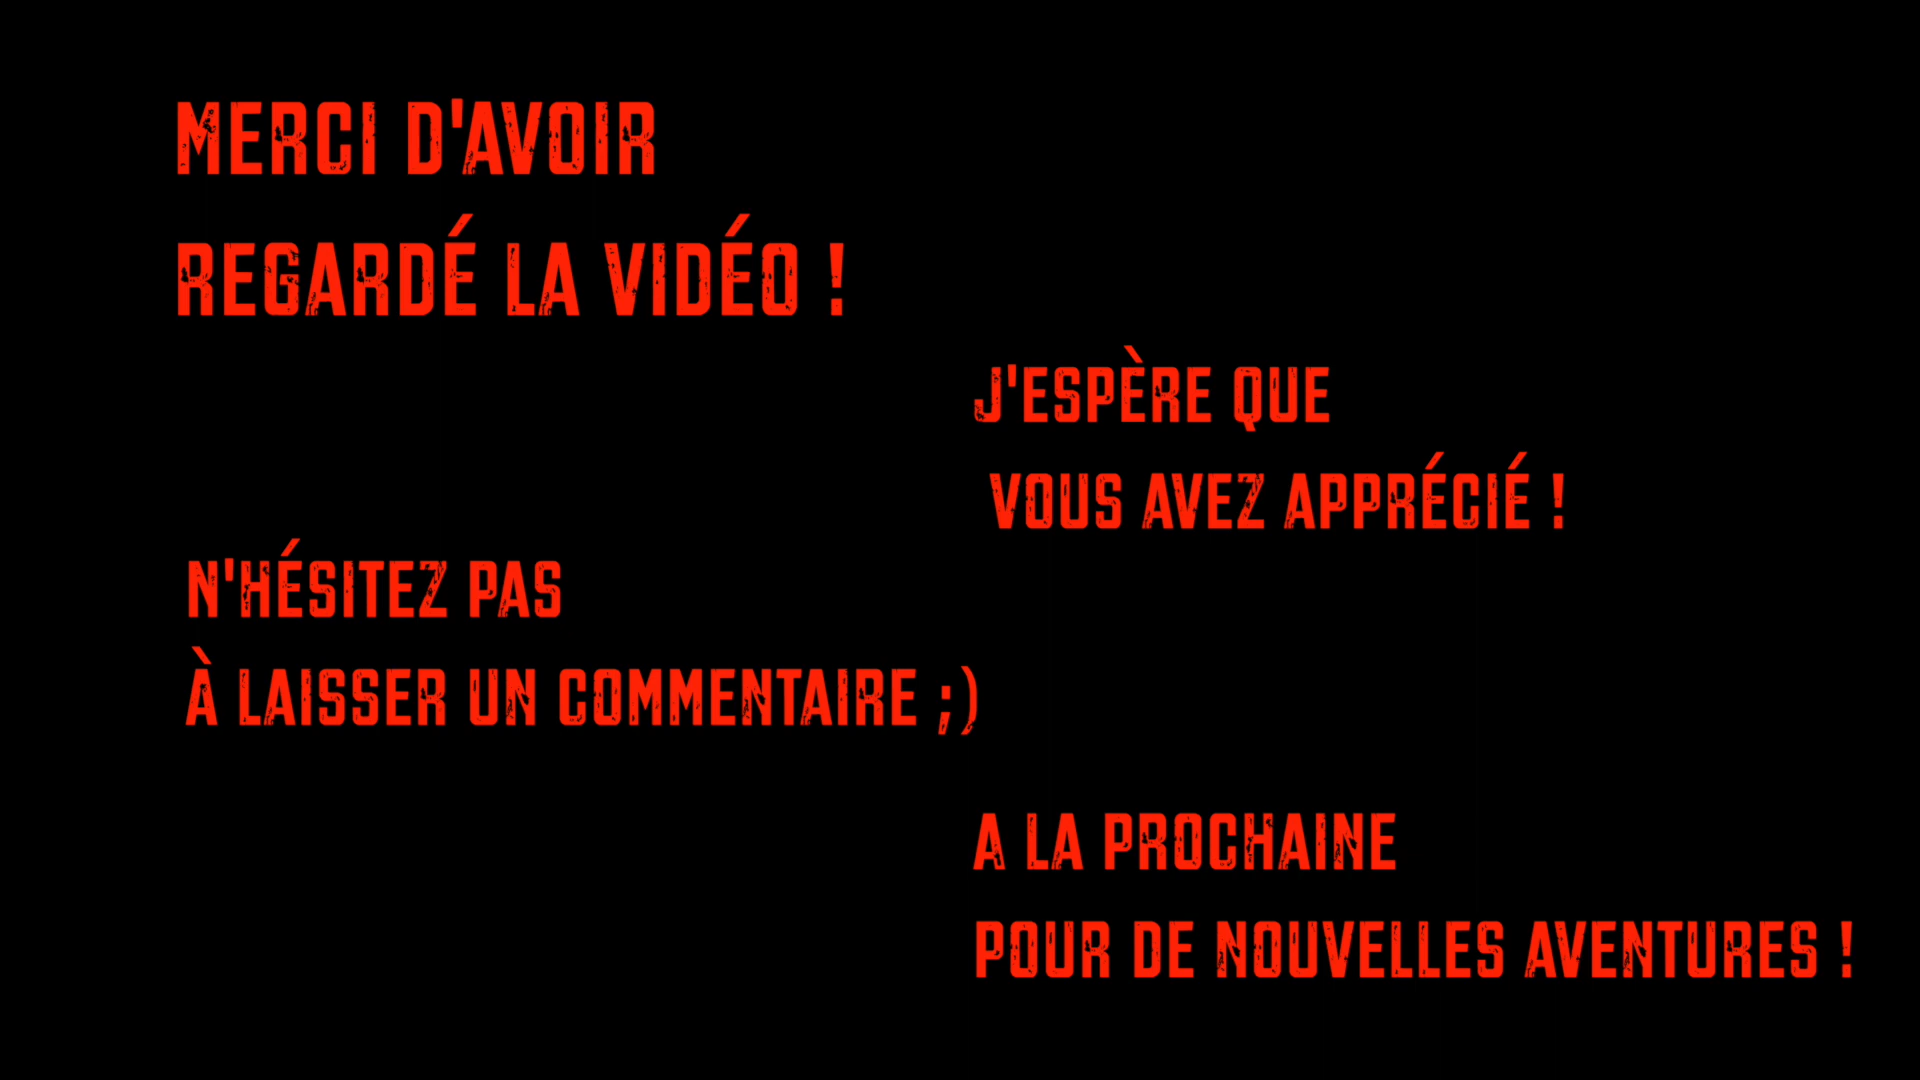 MERCI D'AVOIR
REGARDÉ LA VIDÉO !
J'ESPÈRE QUE
VOUS AVEZ APPRÉCIÉ !
N'HÉSITEZ PAS
À LAISSER UN COMMENTAIRE ;)
A LA PROCHAINE
POUR DE NOUVELLES AVENTURES !